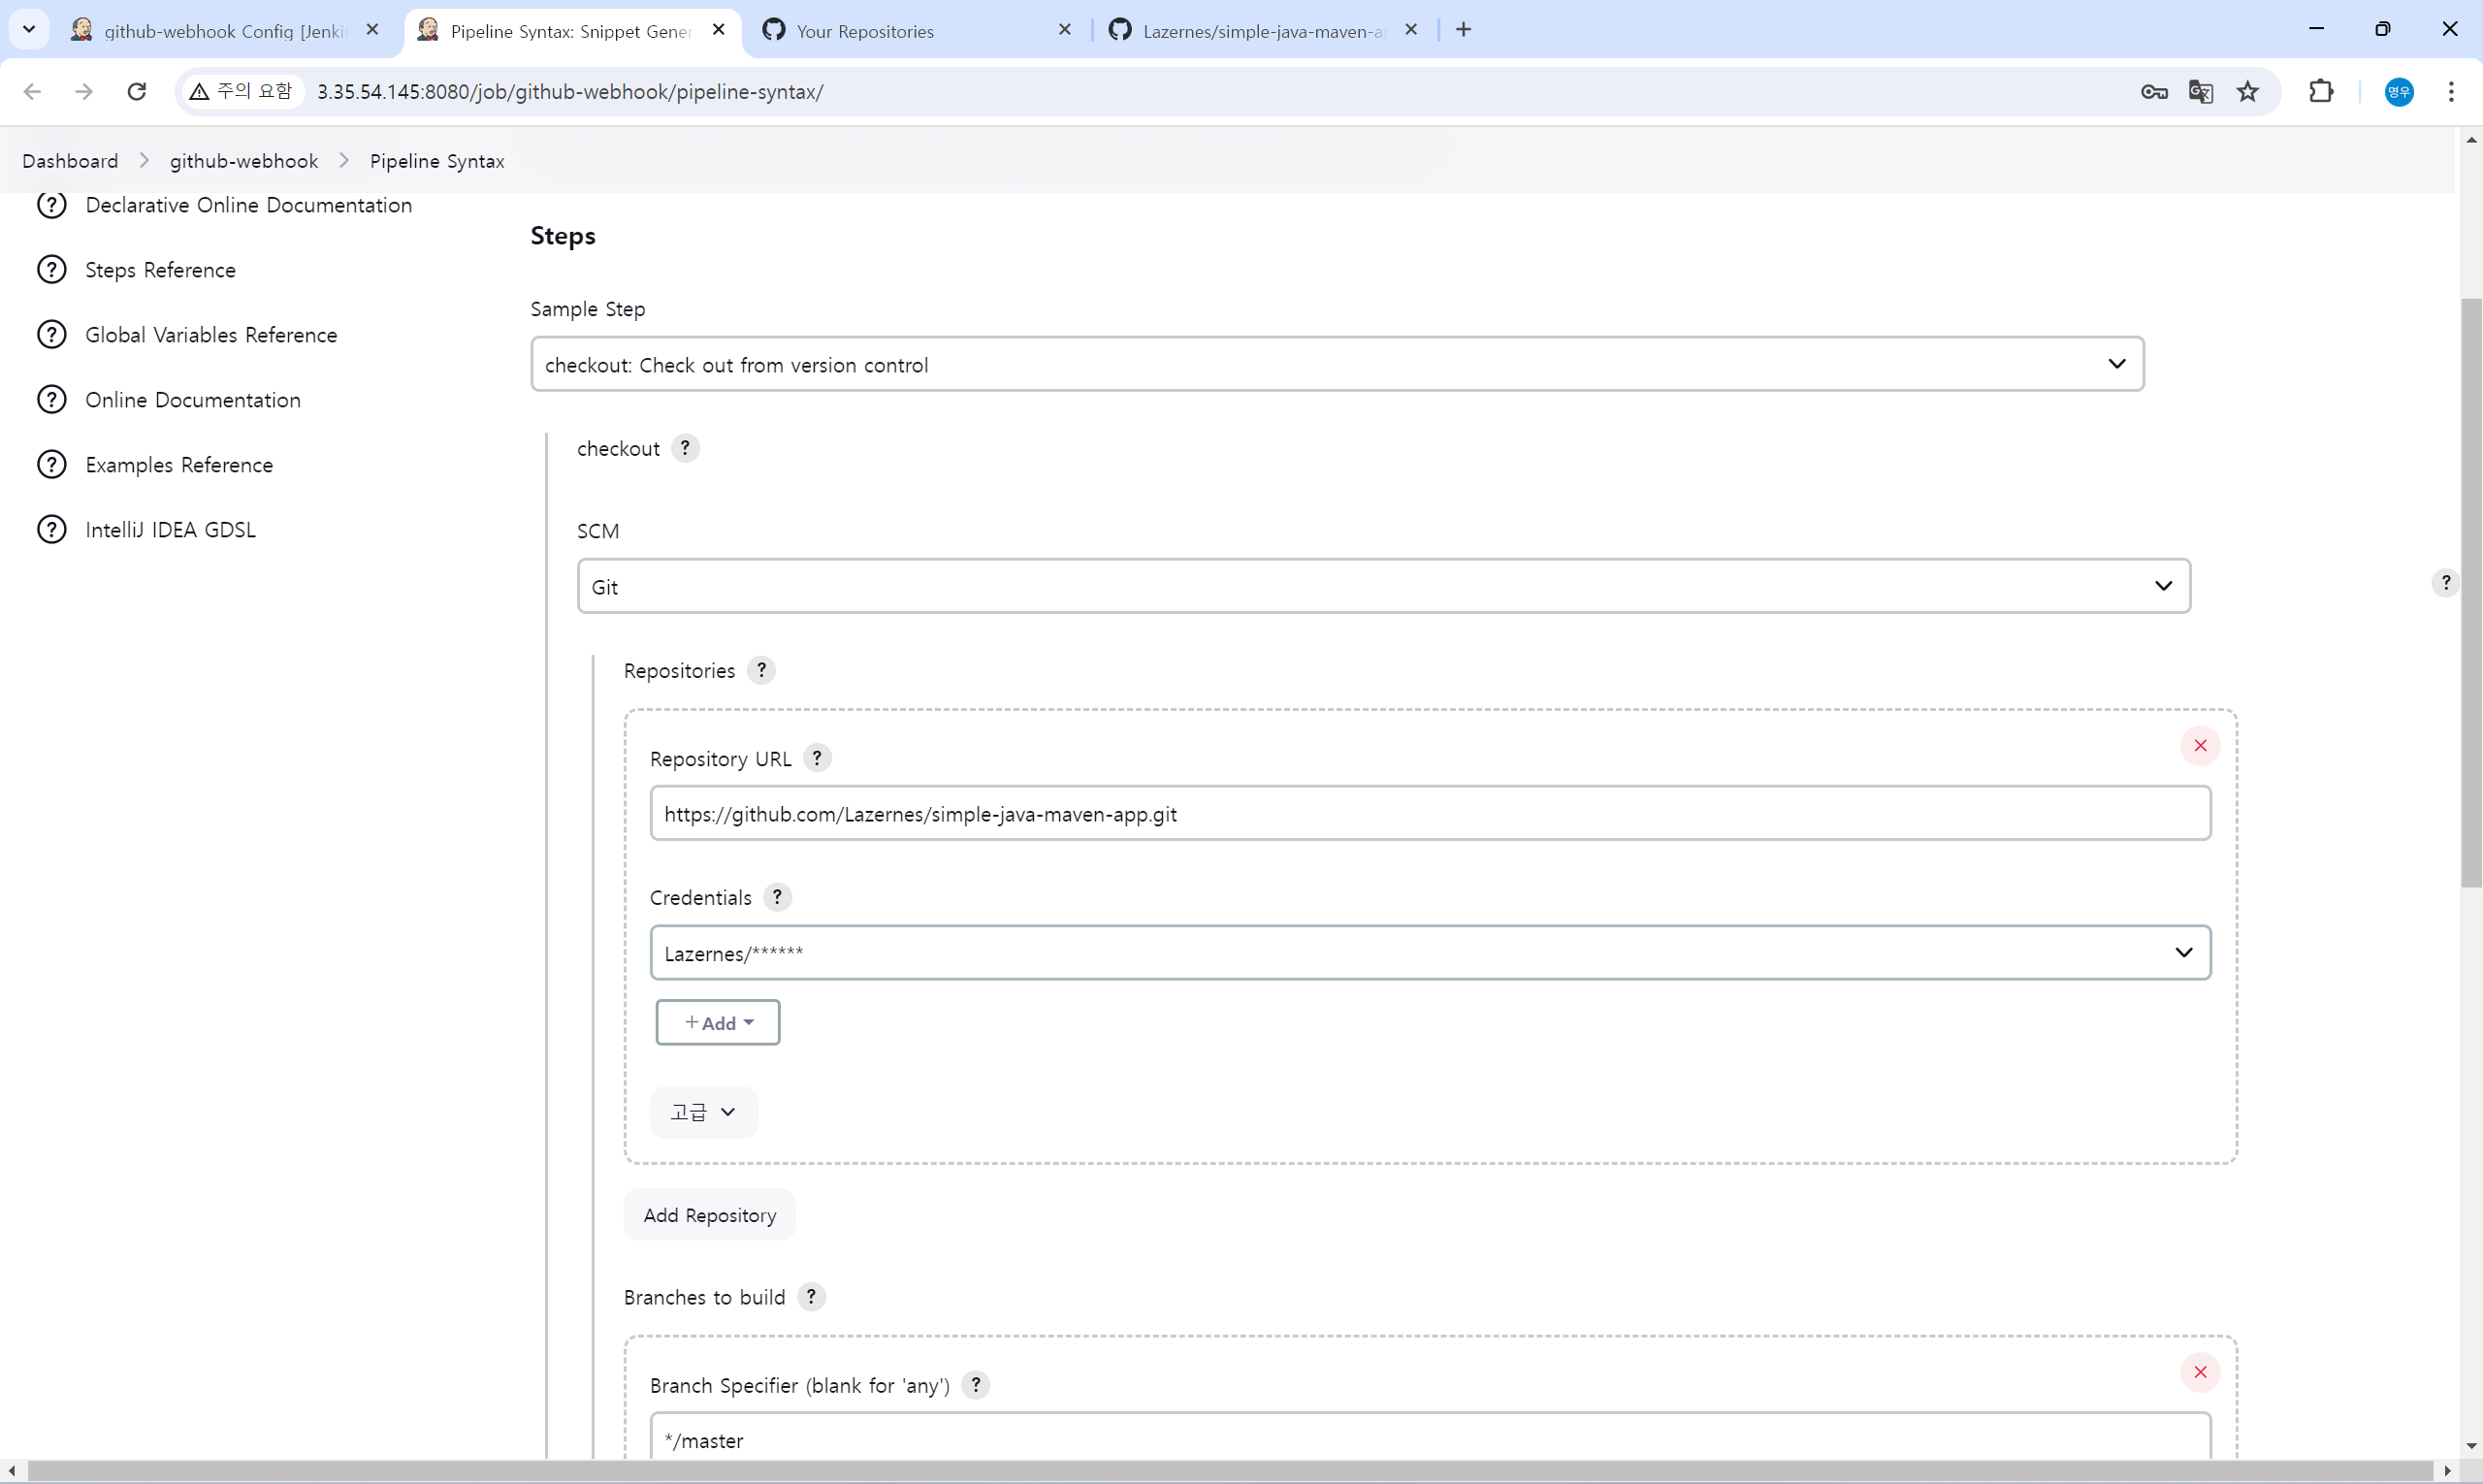 github-webhook Config [Jenki
Pipeline Syntax: Snippet Gener
Your Repositories
Lazernes/simple-java-maven-a
주의 요함
3.35.54.145:8080/job/github-webhook/pipeline-syntax/
명우
Dashboard
github-webhook
Pipeline Syntax
Declarative Online Documentation
Steps Reference
Global Variables Reference
Online Documentation
Examples Reference
IntelliJ IDEA GDSL
Steps
Sample Step
checkout: Check out from version control
checkout ?
SCM
Git
?
Repositories ?
Repository URL ?
https://github.com/Lazernes/simple-java-maven-app.git
Credentials ?
Lazernes/******
+Add
고급
Add Repository
Branches to build ?
Branch Specifier (blank for 'any') ?
*/master